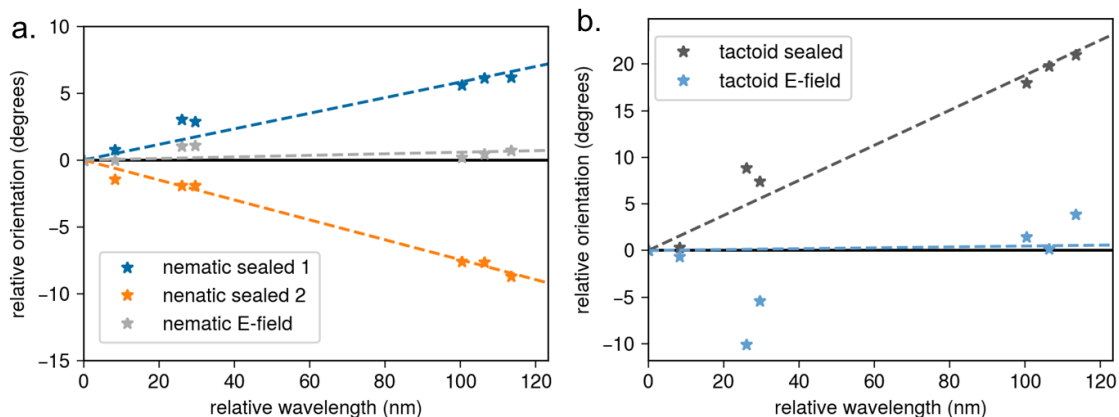 a.
10
5
0
−5
−10
−15
relative orientation (degrees)
nematic sealed 1
nenatic sealed 2
nematic E-field
0 20 40 60 80 100 120
relative wavelength (nm)
b.
20
15
10
5
0
−5
−10
relative orientation (degrees)
tactoid sealed
tactoid E-field
0 20 40 60 80 100 120
relative wavelength (nm)